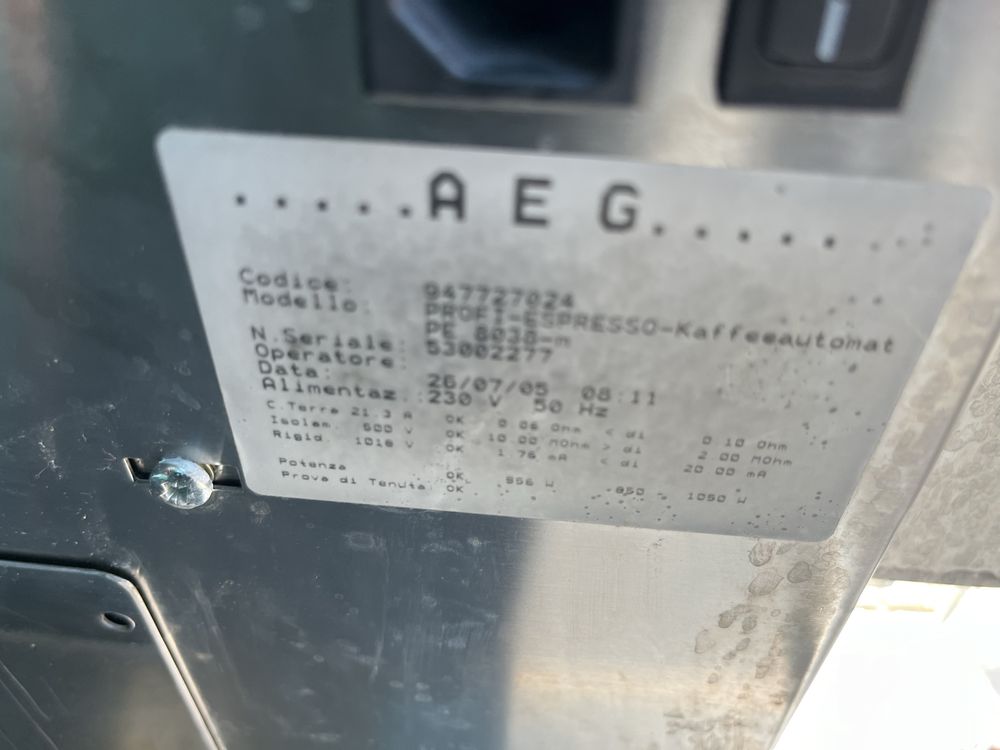 .....A E G.....
Codice: 947727024
Modello: PROFI-ESPRESSO-Kaffeeautomat
PE 8038-m
N.Seriale: 53002277
Operatore:
Data: 26/07/05 08:11
Alimentaz.: 230 V 50 Hz
C.Terra 21.3 A OK 0.06 Ohm < di 0.10 Ohm
Isolam 500 V OK 10.00 MOhm > di 2.00 MOhm
Rigid 1018 V OK 1.76 mA < di 20.00 mA
Potenza OK 856 W 850 - 1050 W
Prova di Tenuta: OK